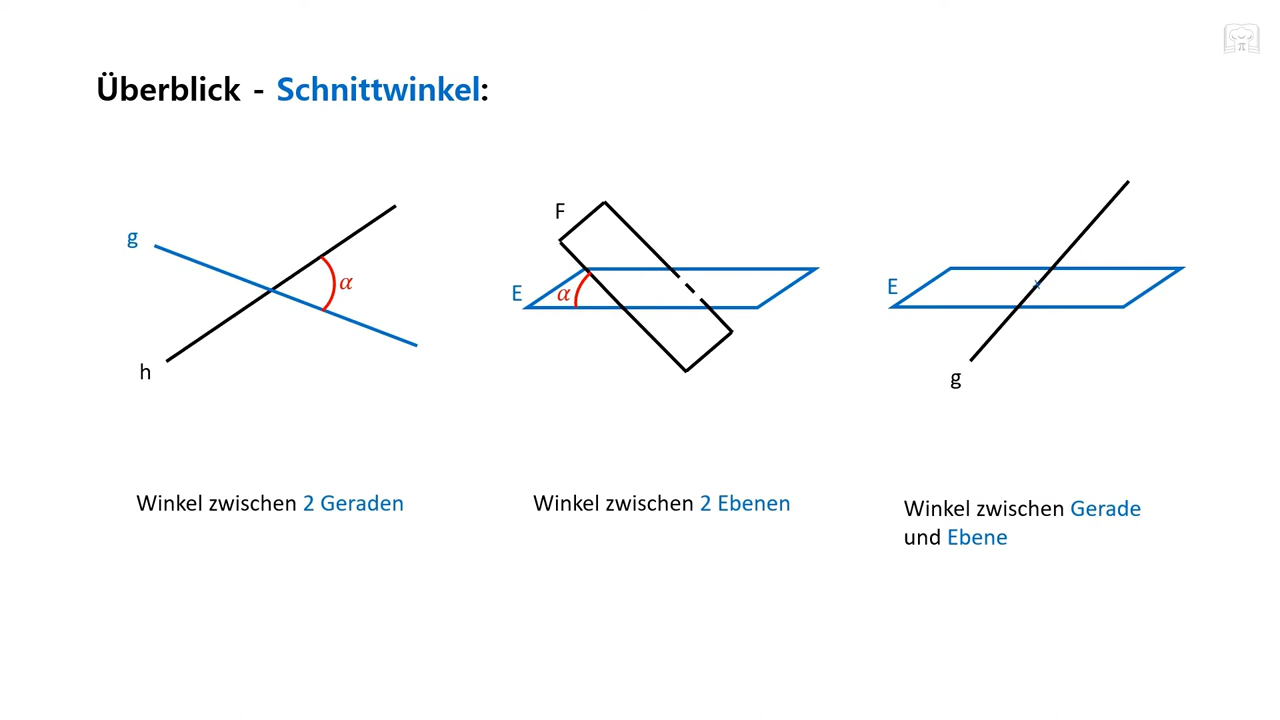 Überblick - Schnittwinkel:
g
h
α
F
E
α
E
g
Winkel zwischen 2 Geraden
Winkel zwischen 2 Ebenen
Winkel zwischen Gerade
und Ebene
π